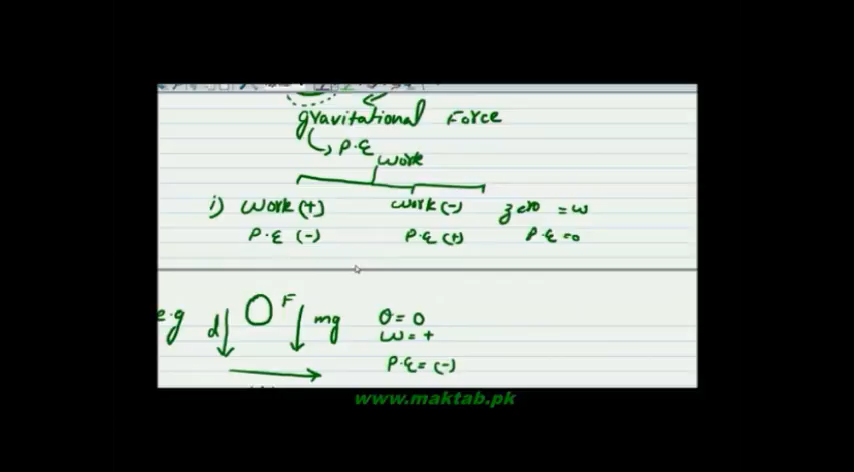 gravitational Force
P.E
work
i) work (+) work (-) zero = w
P.E (-) P.E (+) P.E = 0
e.g d F mg θ = 0
w = +
P.E = (-)
www.maktab.pk